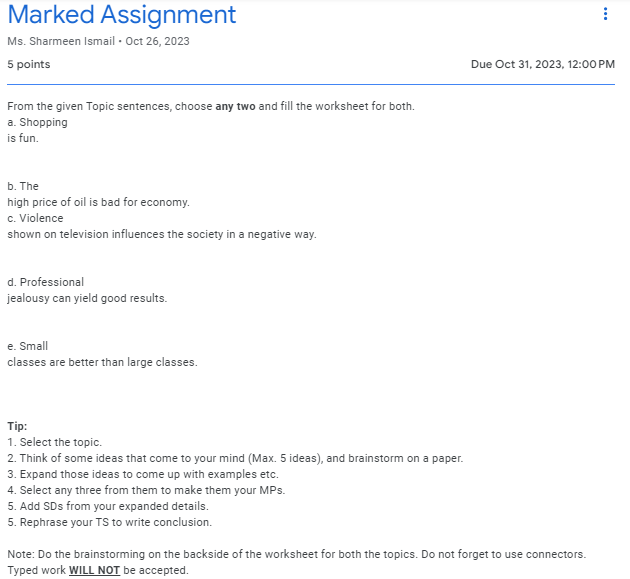 Marked Assignment
Ms. Sharmeen Ismail • Oct 26, 2023
5 points
Due Oct 31, 2023, 12:00 PM
From the given Topic sentences, choose any two and fill the worksheet for both.
a. Shopping
is fun.
b. The
high price of oil is bad for economy.
c. Violence
shown on television influences the society in a negative way.
d. Professional
jealousy can yield good results.
e. Small
classes are better than large classes.
Tip:
1. Select the topic.
2. Think of some ideas that come to your mind (Max. 5 ideas), and brainstorm on a paper.
3. Expand those ideas to come up with examples etc.
4. Select any three from them to make them your MPs.
5. Add SDs from your expanded details.
5. Rephrase your TS to write conclusion.
Note: Do the brainstorming on the backside of the worksheet for both the topics. Do not forget to use connectors.
Typed work WILL NOT be accepted.